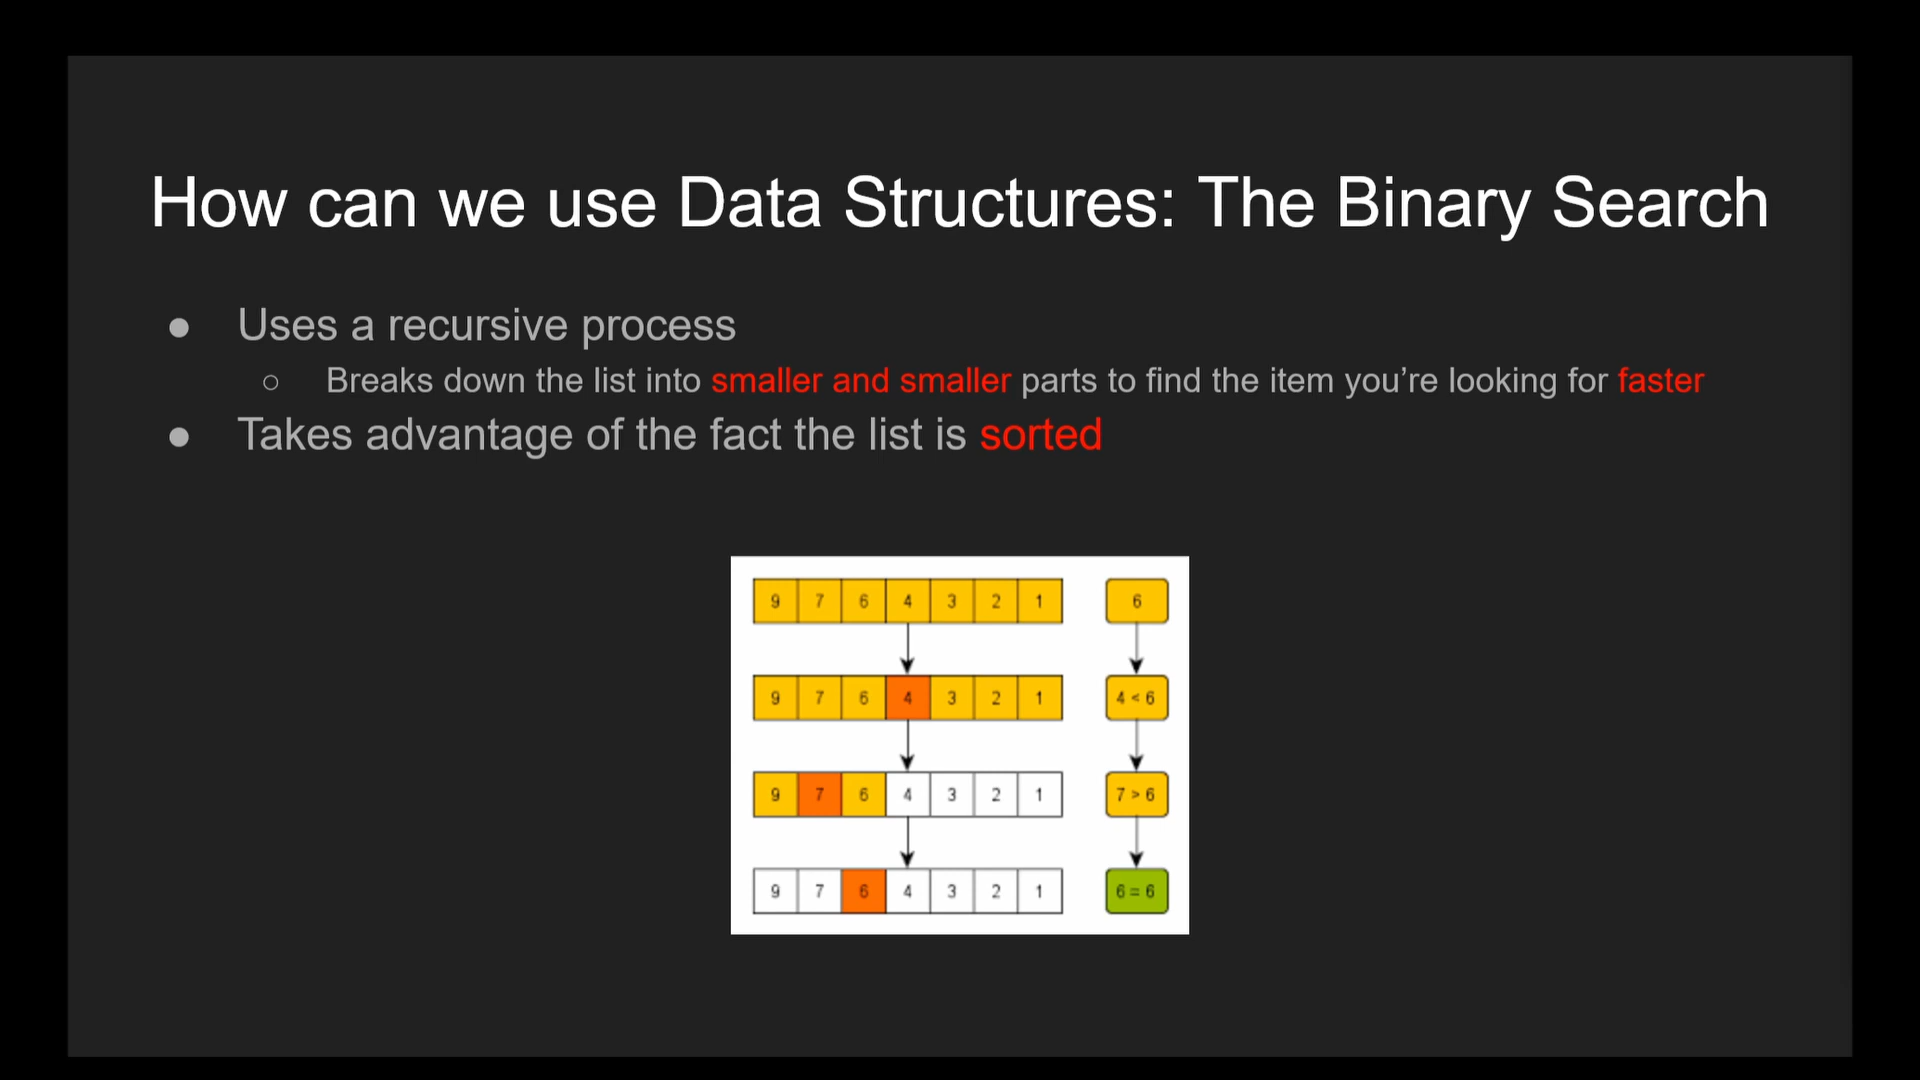 How can we use Data Structures: The Binary Search
● Uses a recursive process
○ Breaks down the list into smaller and smaller parts to find the item you’re looking for faster
● Takes advantage of the fact the list is sorted
9 7 6 4 3 2 1 6
9 7 6 4 3 2 1 4 < 6
9 7 6 4 3 2 1 7 > 6
9 7 6 4 3 2 1 6 = 6